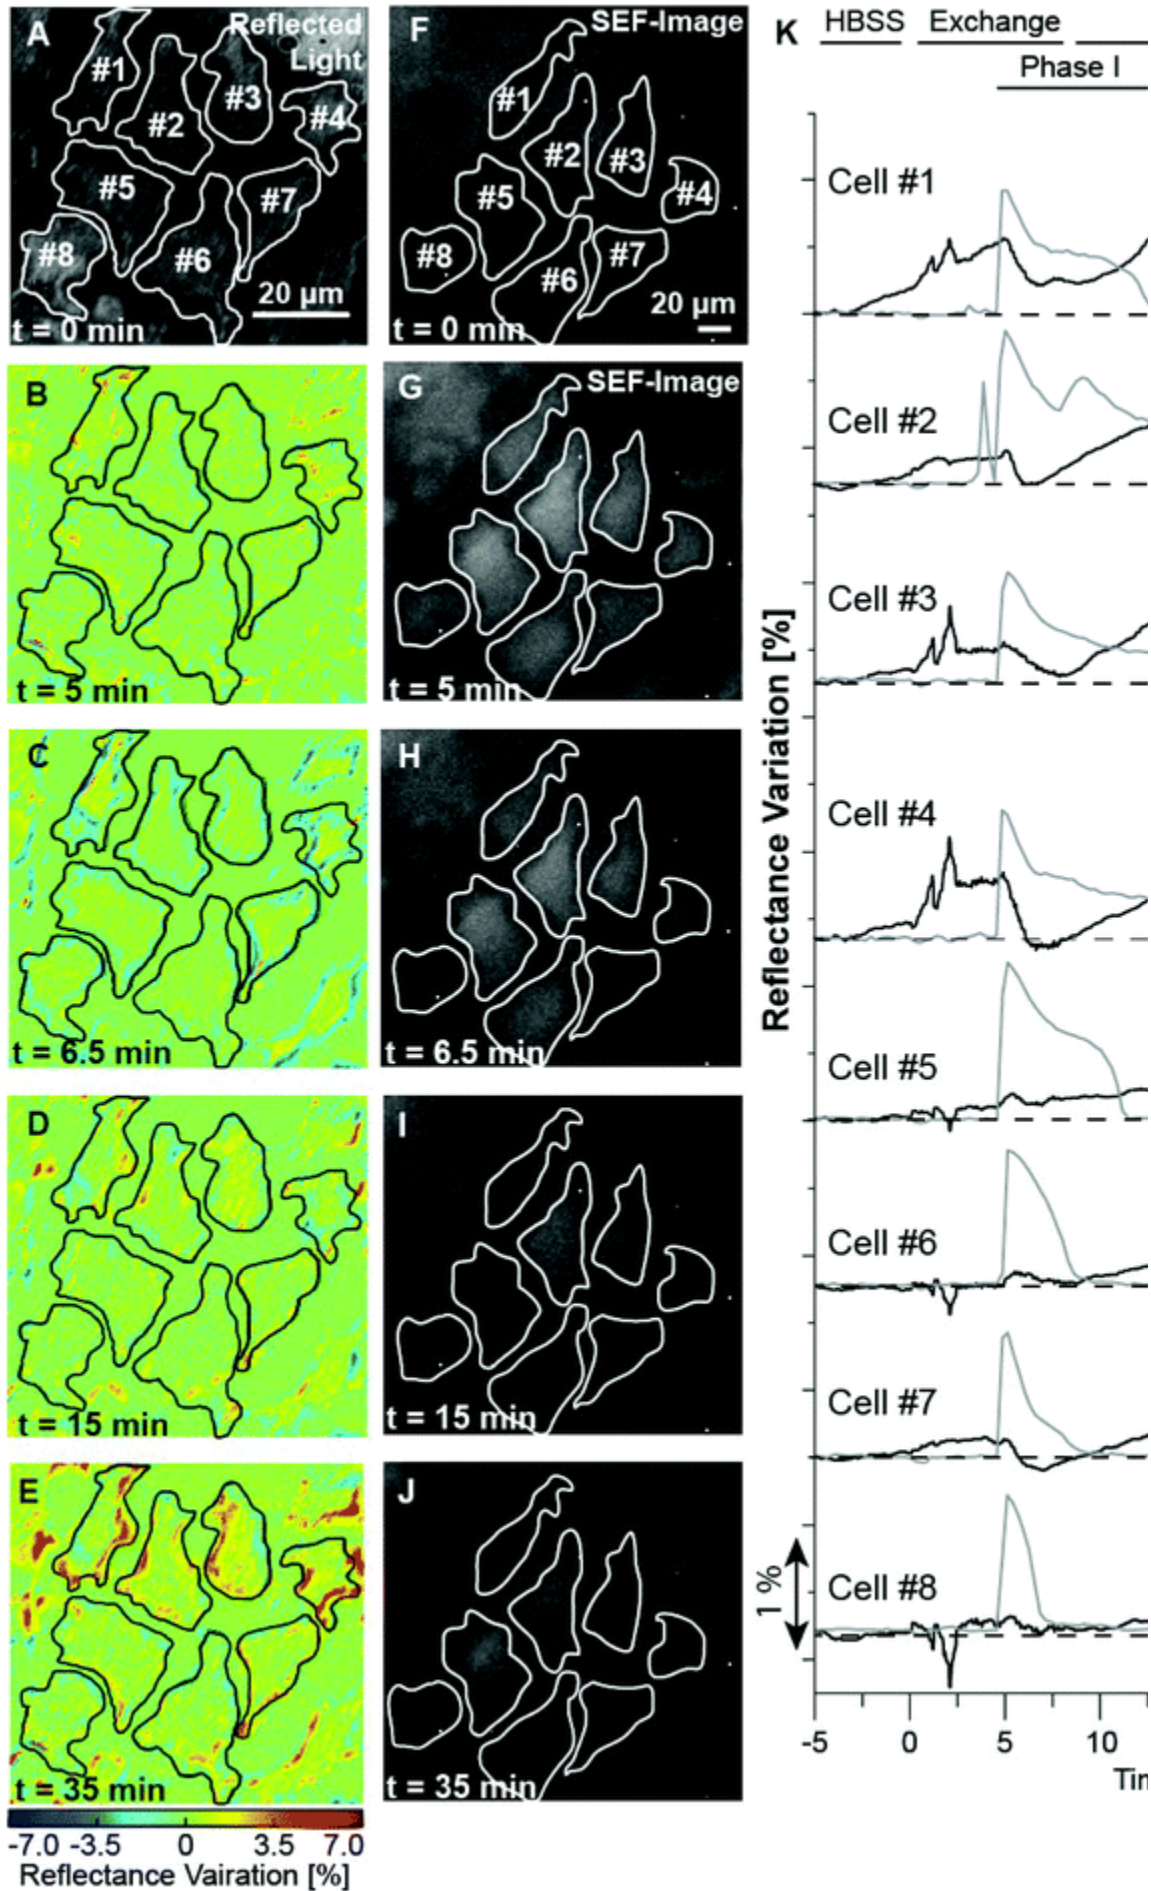 A
Reflected
Light
#1
#2
#3
#4
#5
#6
#7
#8
20 µm
t = 0 min
B
t = 5 min
C
t = 6.5 min
D
t = 15 min
E
t = 35 min
-7.0 -3.5 0 3.5 7.0
Reflectance Vairation [%]
F
SEF-Image
#1
#2
#3
#4
#5
#6
#7
#8
20 µm
t = 0 min
G
SEF-Image
t = 5 min
H
t = 6.5 min
I
t = 15 min
J
t = 35 min
K
HBSS Exchange
Phase I
Reflectance Variation [%]
Cell #1
Cell #2
Cell #3
Cell #4
Cell #5
Cell #6
Cell #7
Cell #8
1 %
-5 0 5 10